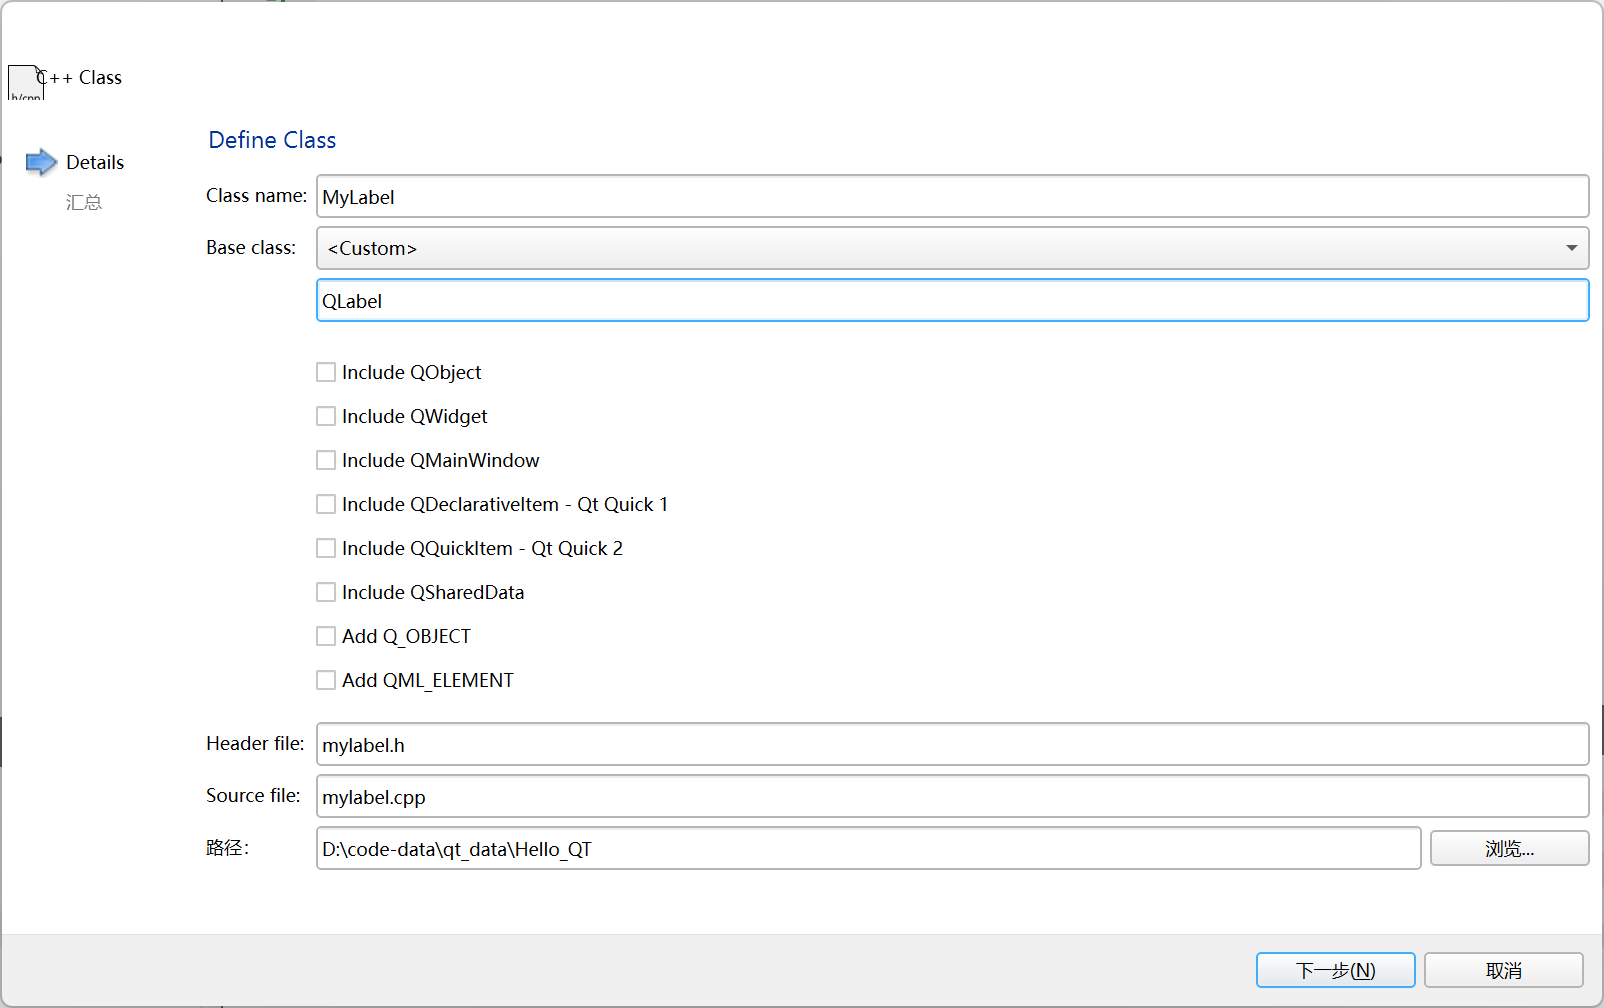 C++ Class
h/cpp
Define Class
Details
汇总
Class name: MyLabel
Base class: <Custom>
QLabel
Include QObject
Include QWidget
Include QMainWindow
Include QDeclarativeItem - Qt Quick 1
Include QQuickItem - Qt Quick 2
Include QSharedData
Add Q_OBJECT
Add QML_ELEMENT
Header file: mylabel.h
Source file: mylabel.cpp
路径： D:\code-data\qt_data\Hello_QT 浏览...
下一步(N) 取消